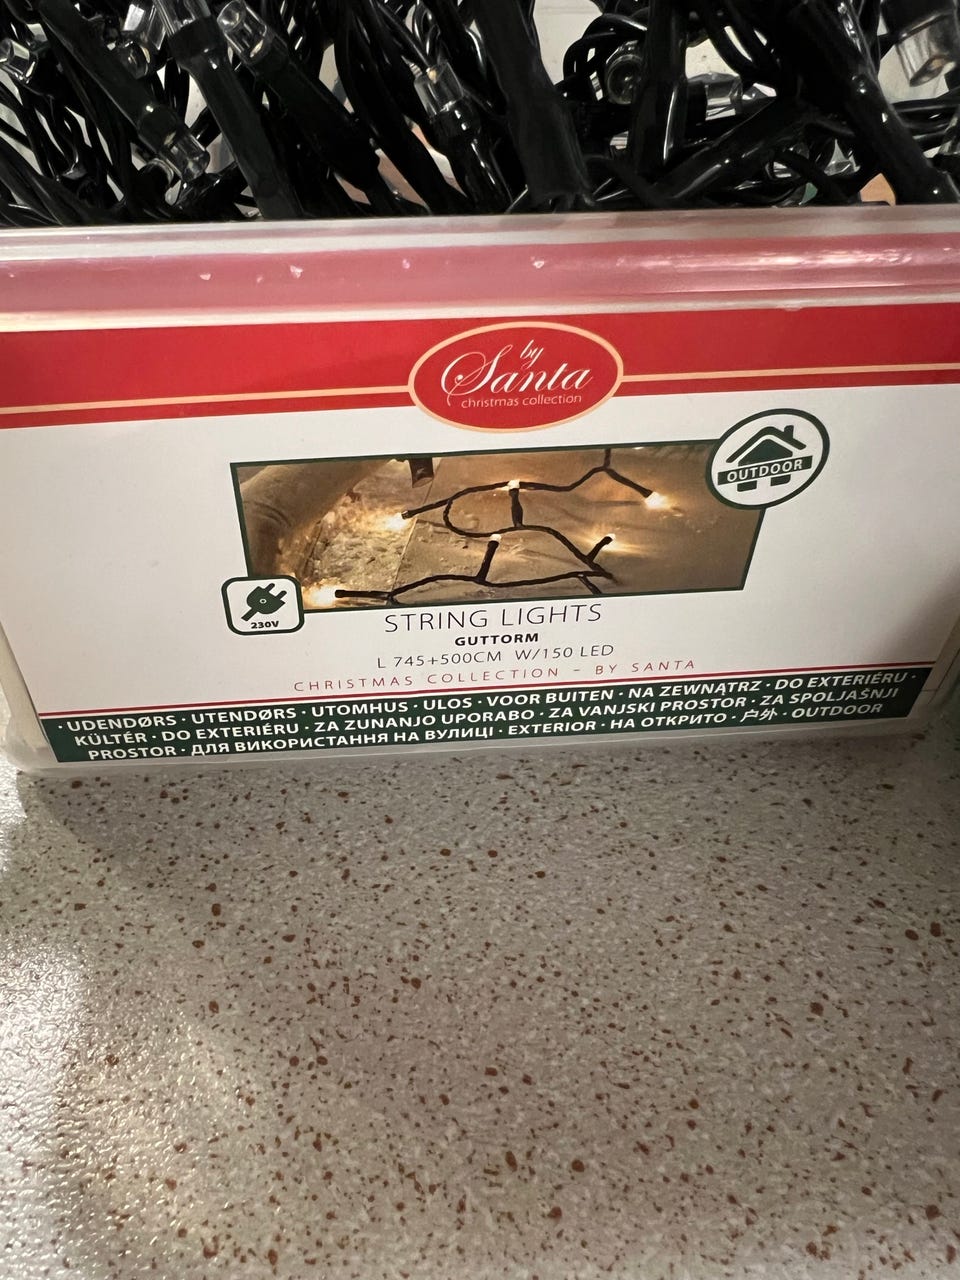 by
Santa
christmas collection
OUTDOOR
230V
STRING LIGHTS
GUTTORM
L 745+500CM W/150 LED
CHRISTMAS COLLECTION - BY SANTA
· UDENDØRS · UTENDØRS · UTOMHUS · ULOS · VOOR BUITEN · NA ZEWNĄTRZ · DO EXTERIÉRU ·
KÜLTÉR · DO EXTERIÉRU · ZA ZUNANJO UPORABO · ZA VANJSKI PROSTOR · ZA SPOLJAŠNJI
PROSTOR · ДЛЯ ВИКОРИСТАННЯ НА ВУЛИЦІ · EXTERIOR · НА ОТКРИТО · 户外 · OUTDOOR